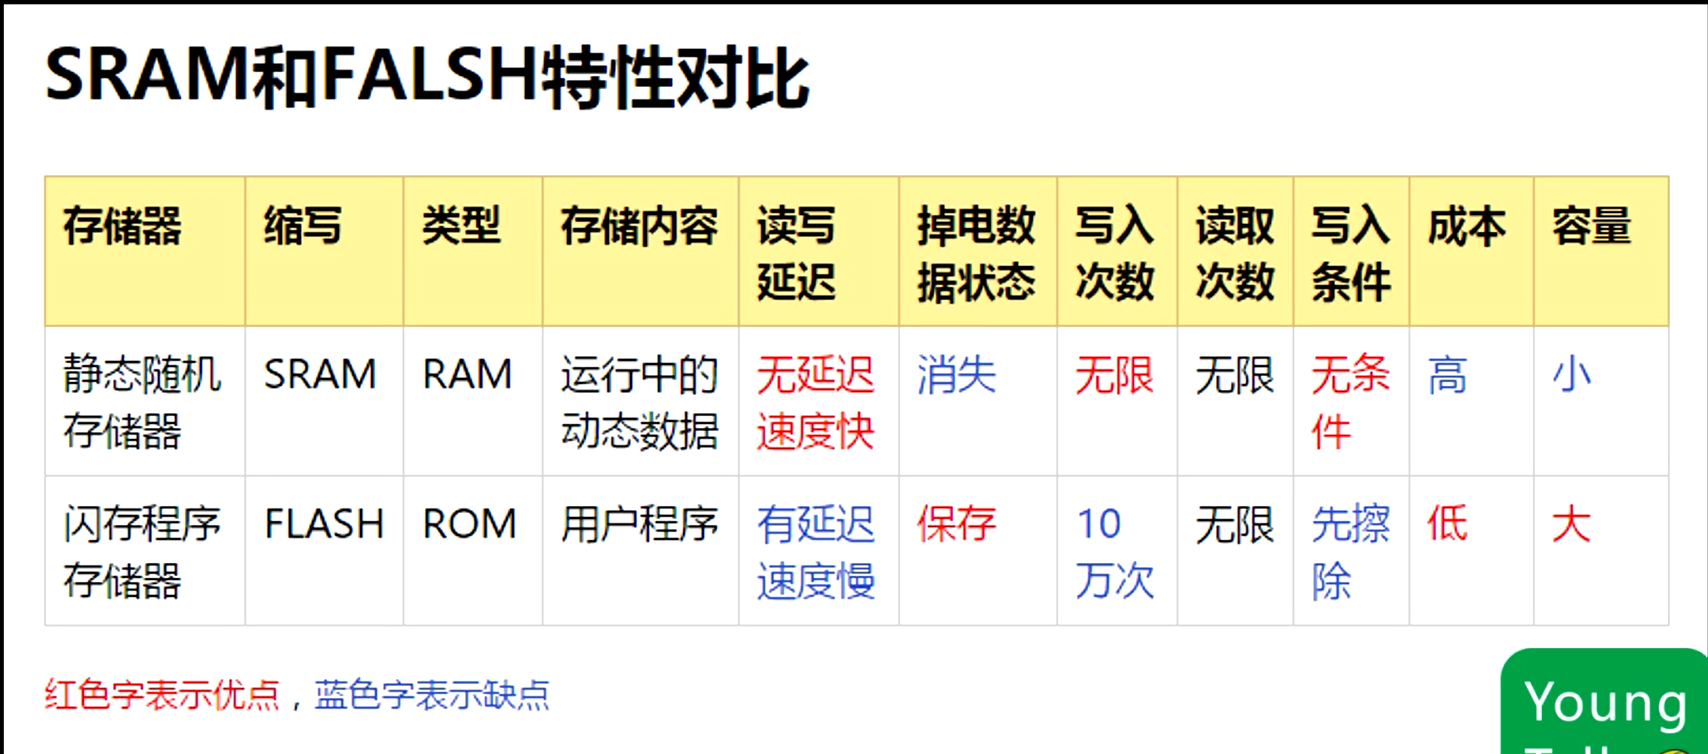 SRAM和FALSH特性对比
存储器 缩写 类型 存储内容 读写 掉电数 写入 读取 写入 成本 容量
延迟 据状态 次数 次数 条件
静态随机 SRAM RAM 运行中的 无延迟 消失 无限 无限 无条 高 小
存储器 动态数据 速度快 件
闪存程序 FLASH ROM 用户程序 有延迟 保存 10 无限 先擦 低 大
存储器 速度慢 万次 除
红色字表示优点，蓝色字表示缺点
Young